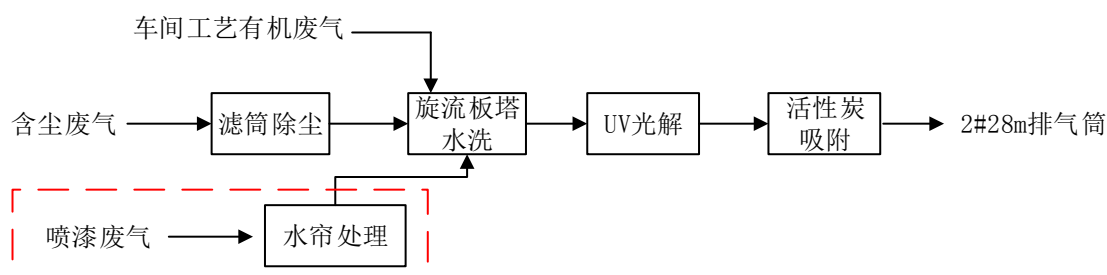 车间工艺有机废气
含尘废气
滤筒除尘
旋流板塔
水洗
UV光解
活性炭
吸附
2#28m排气筒
喷漆废气
水帘处理